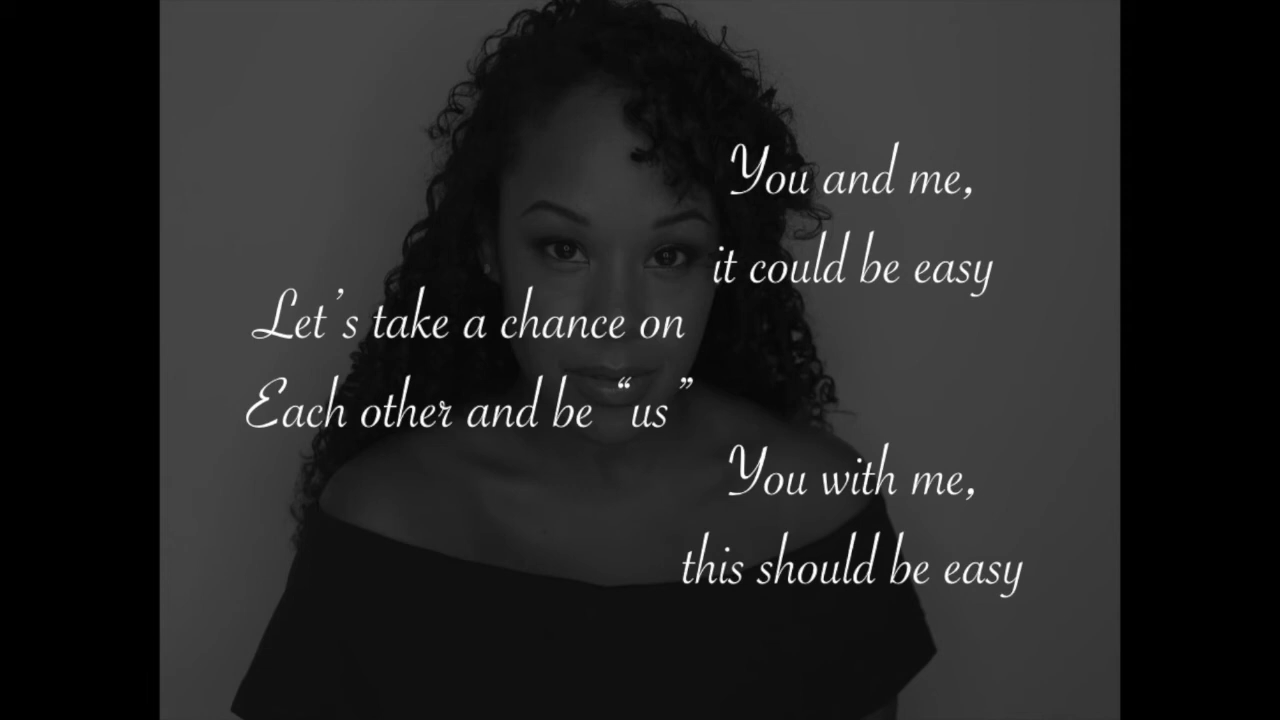 You and me,
it could be easy
Let’s take a chance on
Each other and be “us”
You with me,
this should be easy